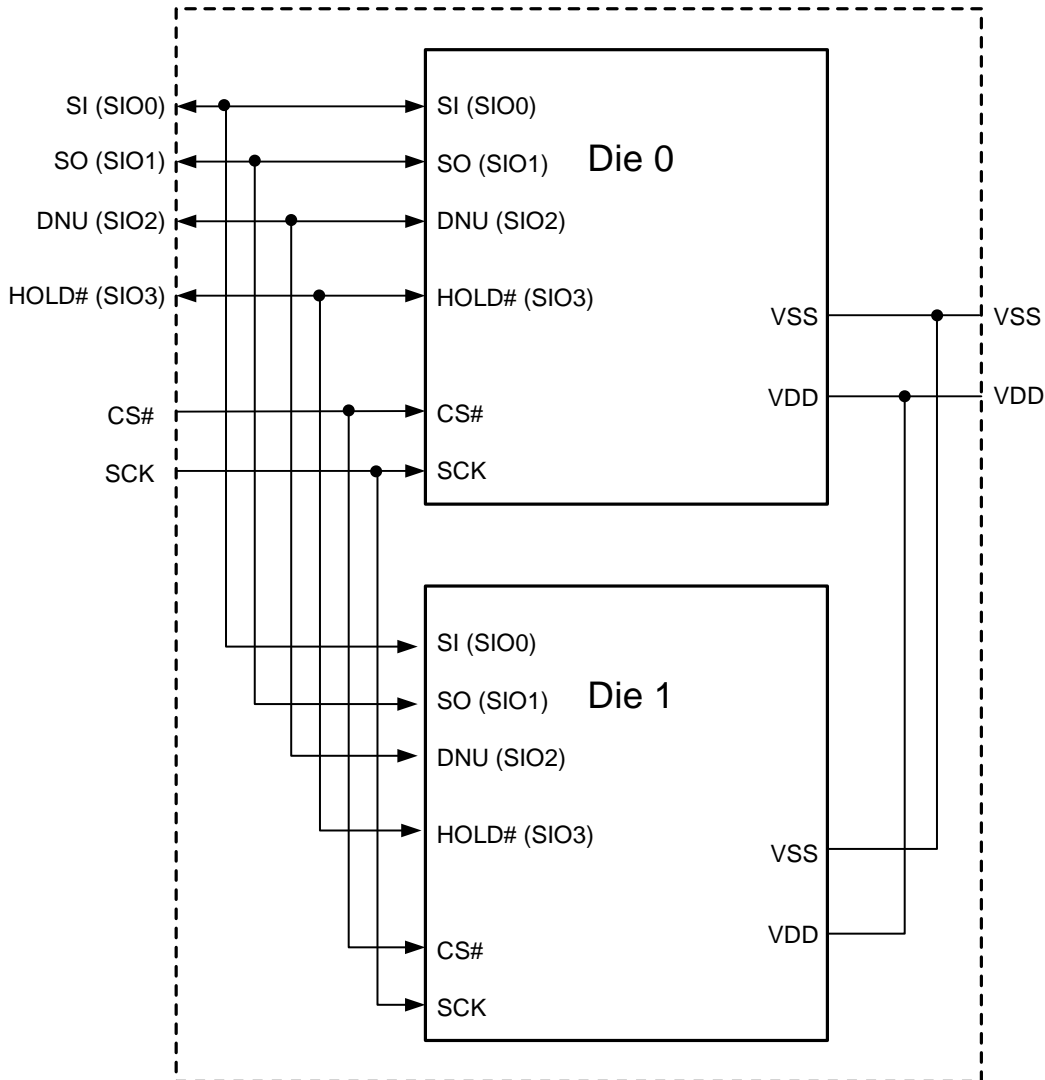 SI (SIO0)
SO (SIO1)
DNU (SIO2)
HOLD# (SIO3)
CS#
SCK
SI (SIO0)
SO (SIO1)
DNU (SIO2)
HOLD# (SIO3)
CS#
SCK
Die 0
VSS
VDD
VSS
VDD
SI (SIO0)
SO (SIO1)
DNU (SIO2)
HOLD# (SIO3)
CS#
SCK
Die 1
VSS
VDD